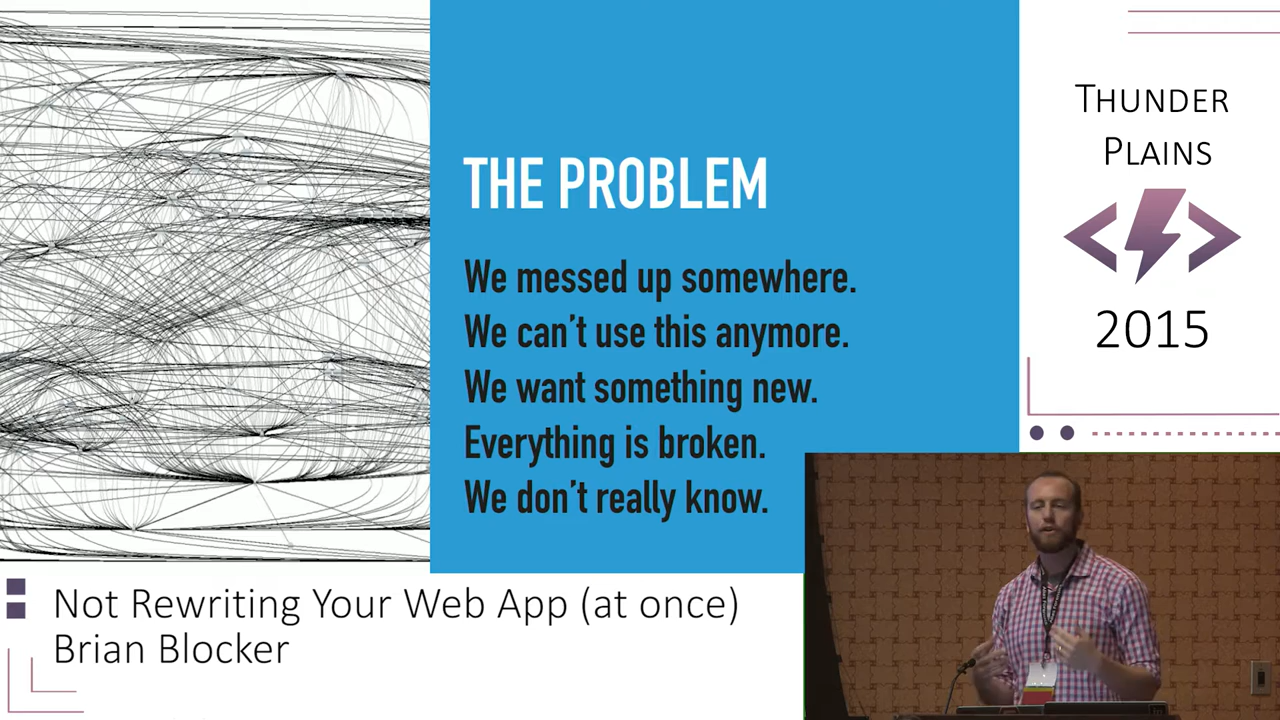 THE PROBLEM
We messed up somewhere.
We can't use this anymore.
We want something new.
Everything is broken.
We don't really know.
THUNDER
PLAINS
2015
Not Rewriting Your Web App (at once)
Brian Blocker